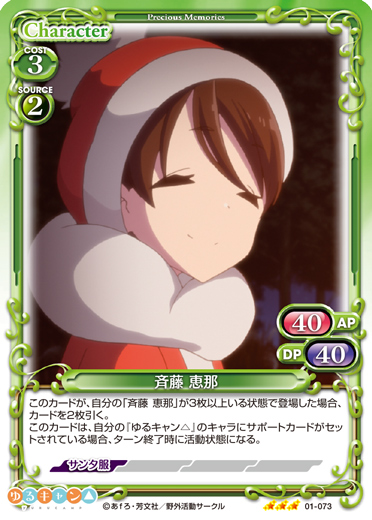 Precious Memories
Character
COST
3
SOURCE
2
40 AP
DP 40
斉藤 恵那
このカードが、自分の「斉藤 恵那」が3枚以上いる状態で登場した場合、
カードを2枚引く。
このカードは、自分の『ゆるキャン△』のキャラにサポートカードがセッ
トされている場合、ターン終了時に活動状態になる。
サンタ服
ゆるキャン△
©あfろ・芳文社／野外活動サークル
01-073